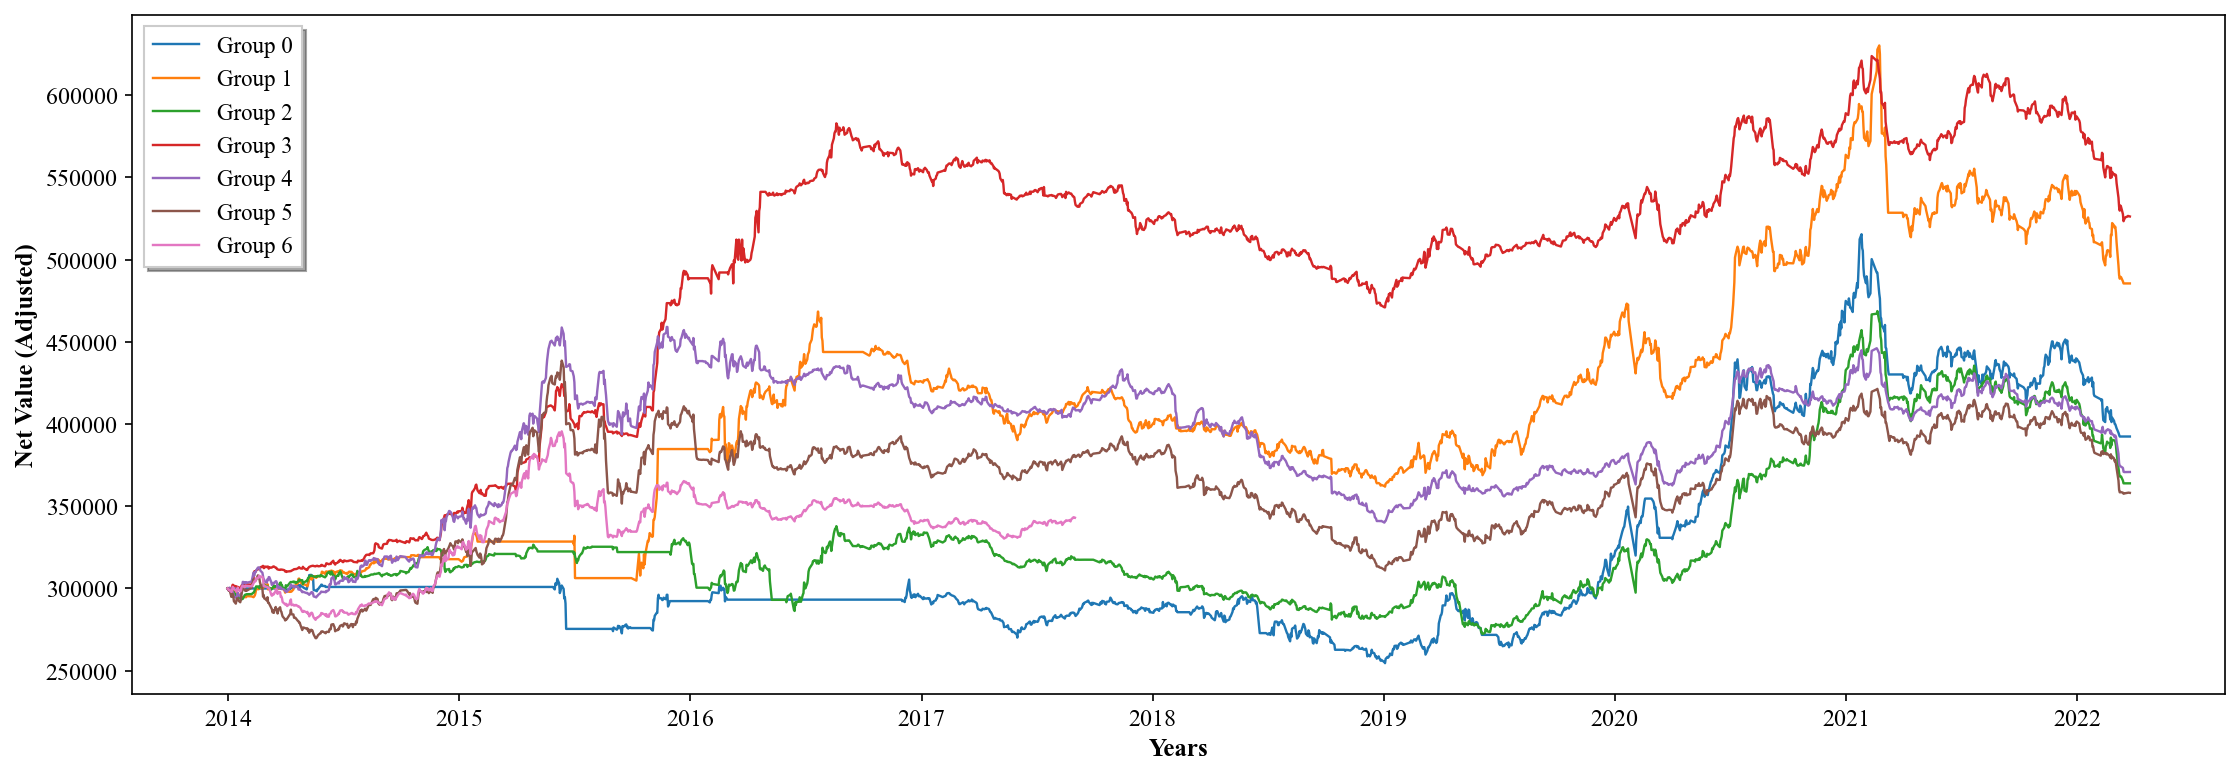 Group 0
Group 1
Group 2
Group 3
Group 4
Group 5
Group 6
600000
550000
500000
450000
400000
350000
300000
250000
Net Value (Adjusted)
2014 2015 2016 2017 2018 2019 2020 2021 2022
Years